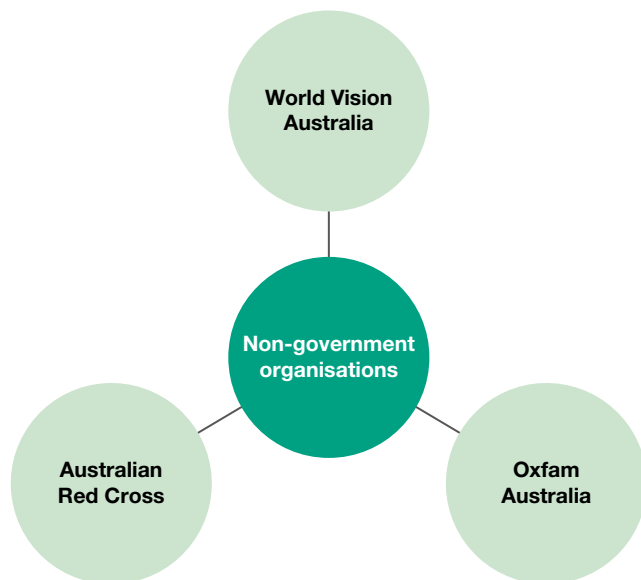 World Vision
Australia
Non-government
organisations
Australian
Red Cross
Oxfam
Australia